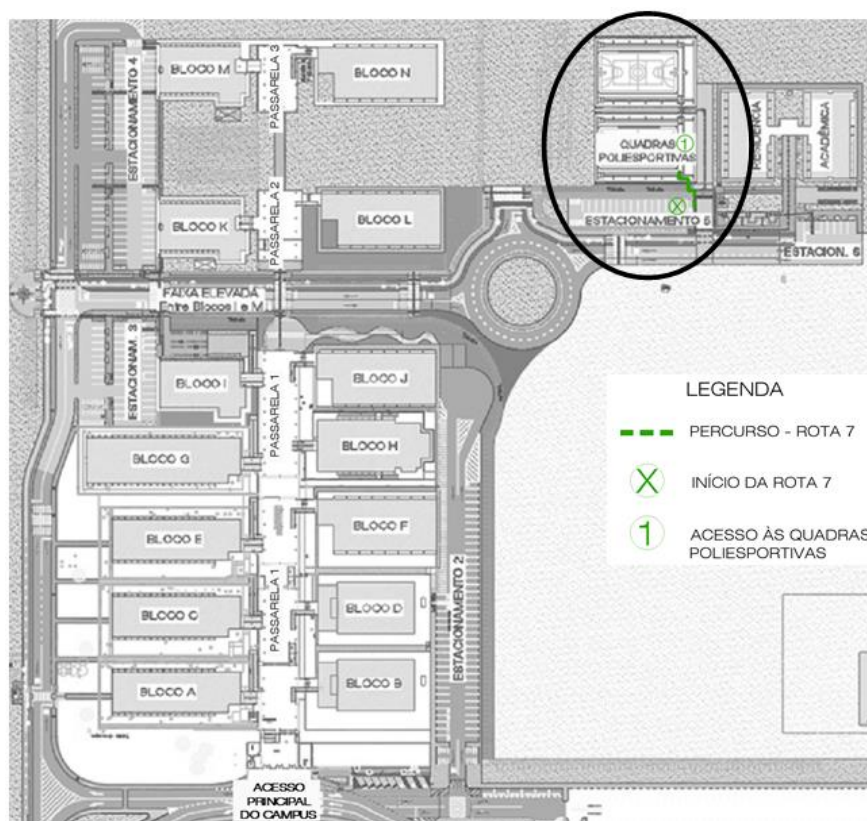 ESTACIONAMENTO 4
BLOCO M
PASSARELA 3
BLOCO N
QUADRAS
POLIESPORTIVAS
1
RESIDÊNCIA
ACADÊMICA
BLOCO K
PASSARELA 2
BLOCO L
X
ESTACIONAMENTO 5
ESTACION. 6
FAIXA ELEVADA
Entre Blocos I e M
ESTACIONAM. 3
BLOCO I
PASSARELA 1
BLOCO J
BLOCO G
BLOCO H
BLOCO E
BLOCO F
ESTACIONAMENTO 2
PASSARELA 1
BLOCO C
BLOCO D
BLOCO A
BLOCO B
ACESSO
PRINCIPAL
DO CAMPUS
LEGENDA
PERCURSO - ROTA 7
X INÍCIO DA ROTA 7
1 ACESSO ÀS QUADRAS
POLIESPORTIVAS